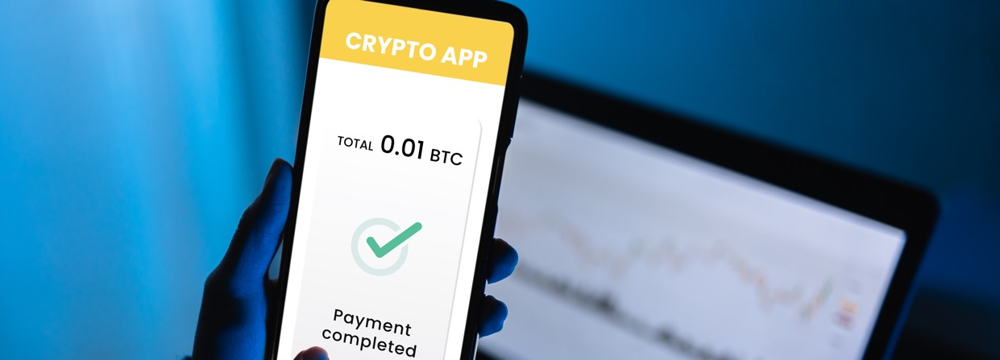 CRYPTO APP
TOTAL 0.01 BTC
Payment
completed